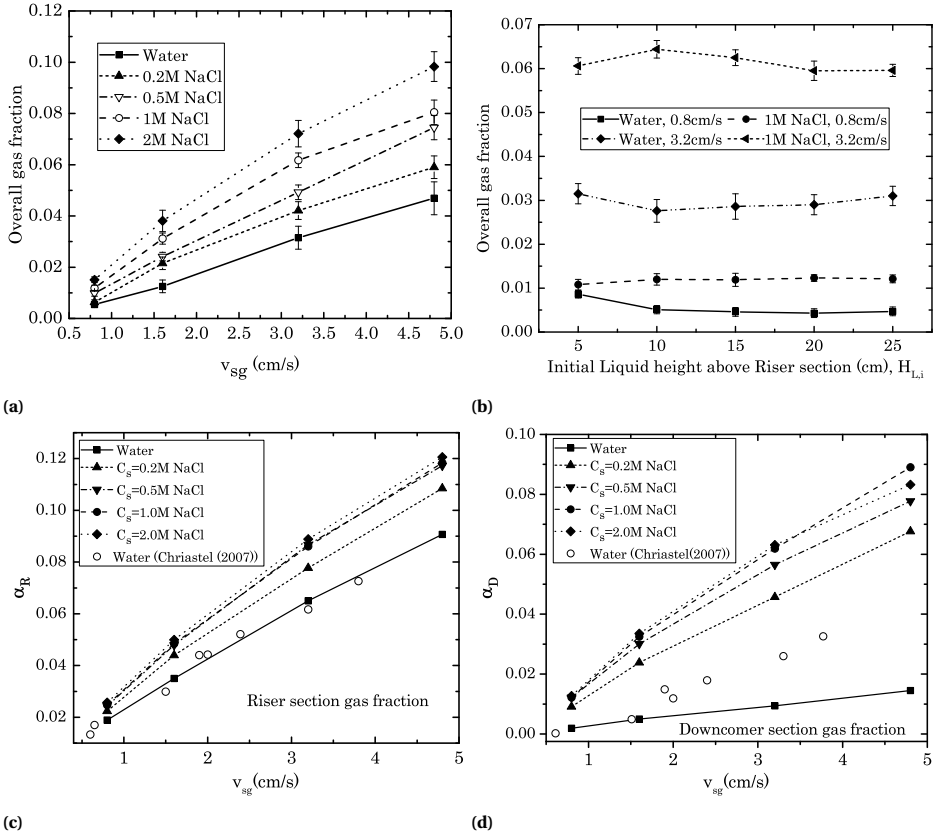 0.12
0.10
0.08
0.06
0.04
0.02
0.00
Overall gas fraction
Water
0.2M NaCl
0.5M NaCl
1M NaCl
2M NaCl
0.5 1.0 1.5 2.0 2.5 3.0 3.5 4.0 4.5 5.0
vsg (cm/s)
(a)
0.07
0.06
0.05
0.04
0.03
0.02
0.01
0.00
Overall gas fraction
Water, 0.8cm/s 1M NaCl, 0.8cm/s
Water, 3.2cm/s 1M NaCl, 3.2cm/s
5 10 15 20 25
Initial Liquid height above Riser section (cm), HL,i
(b)
0.12
0.10
0.08
0.06
0.04
0.02
αR
Water
Cs=0.2M NaCl
Cs=0.5M NaCl
Cs=1.0M NaCl
Cs=2.0M NaCl
Water (Chriastel (2007))
Riser section gas fraction
1 2 3 4 5
vsg(cm/s)
(c)
0.10
0.08
0.06
0.04
0.02
0.00
αD
Water
Cs=0.2M NaCl
Cs=0.5M NaCl
Cs=1.0M NaCl
Cs=2.0M NaCl
Water (Chriastel(2007))
Downcomer section gas fraction
1 2 3 4 5
vsg(cm/s)
(d)